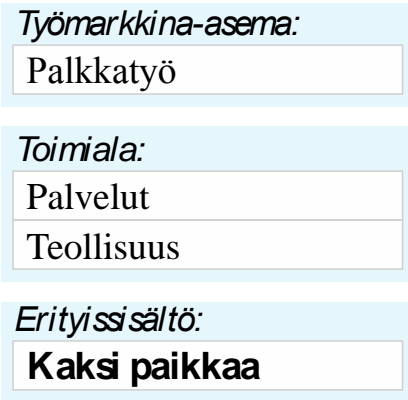 Työmarkkina-asema:
Palkkatyö
Toimiala:
Palvelut
Teollisuus
Erityissisältö:
Kaksi paikkaa